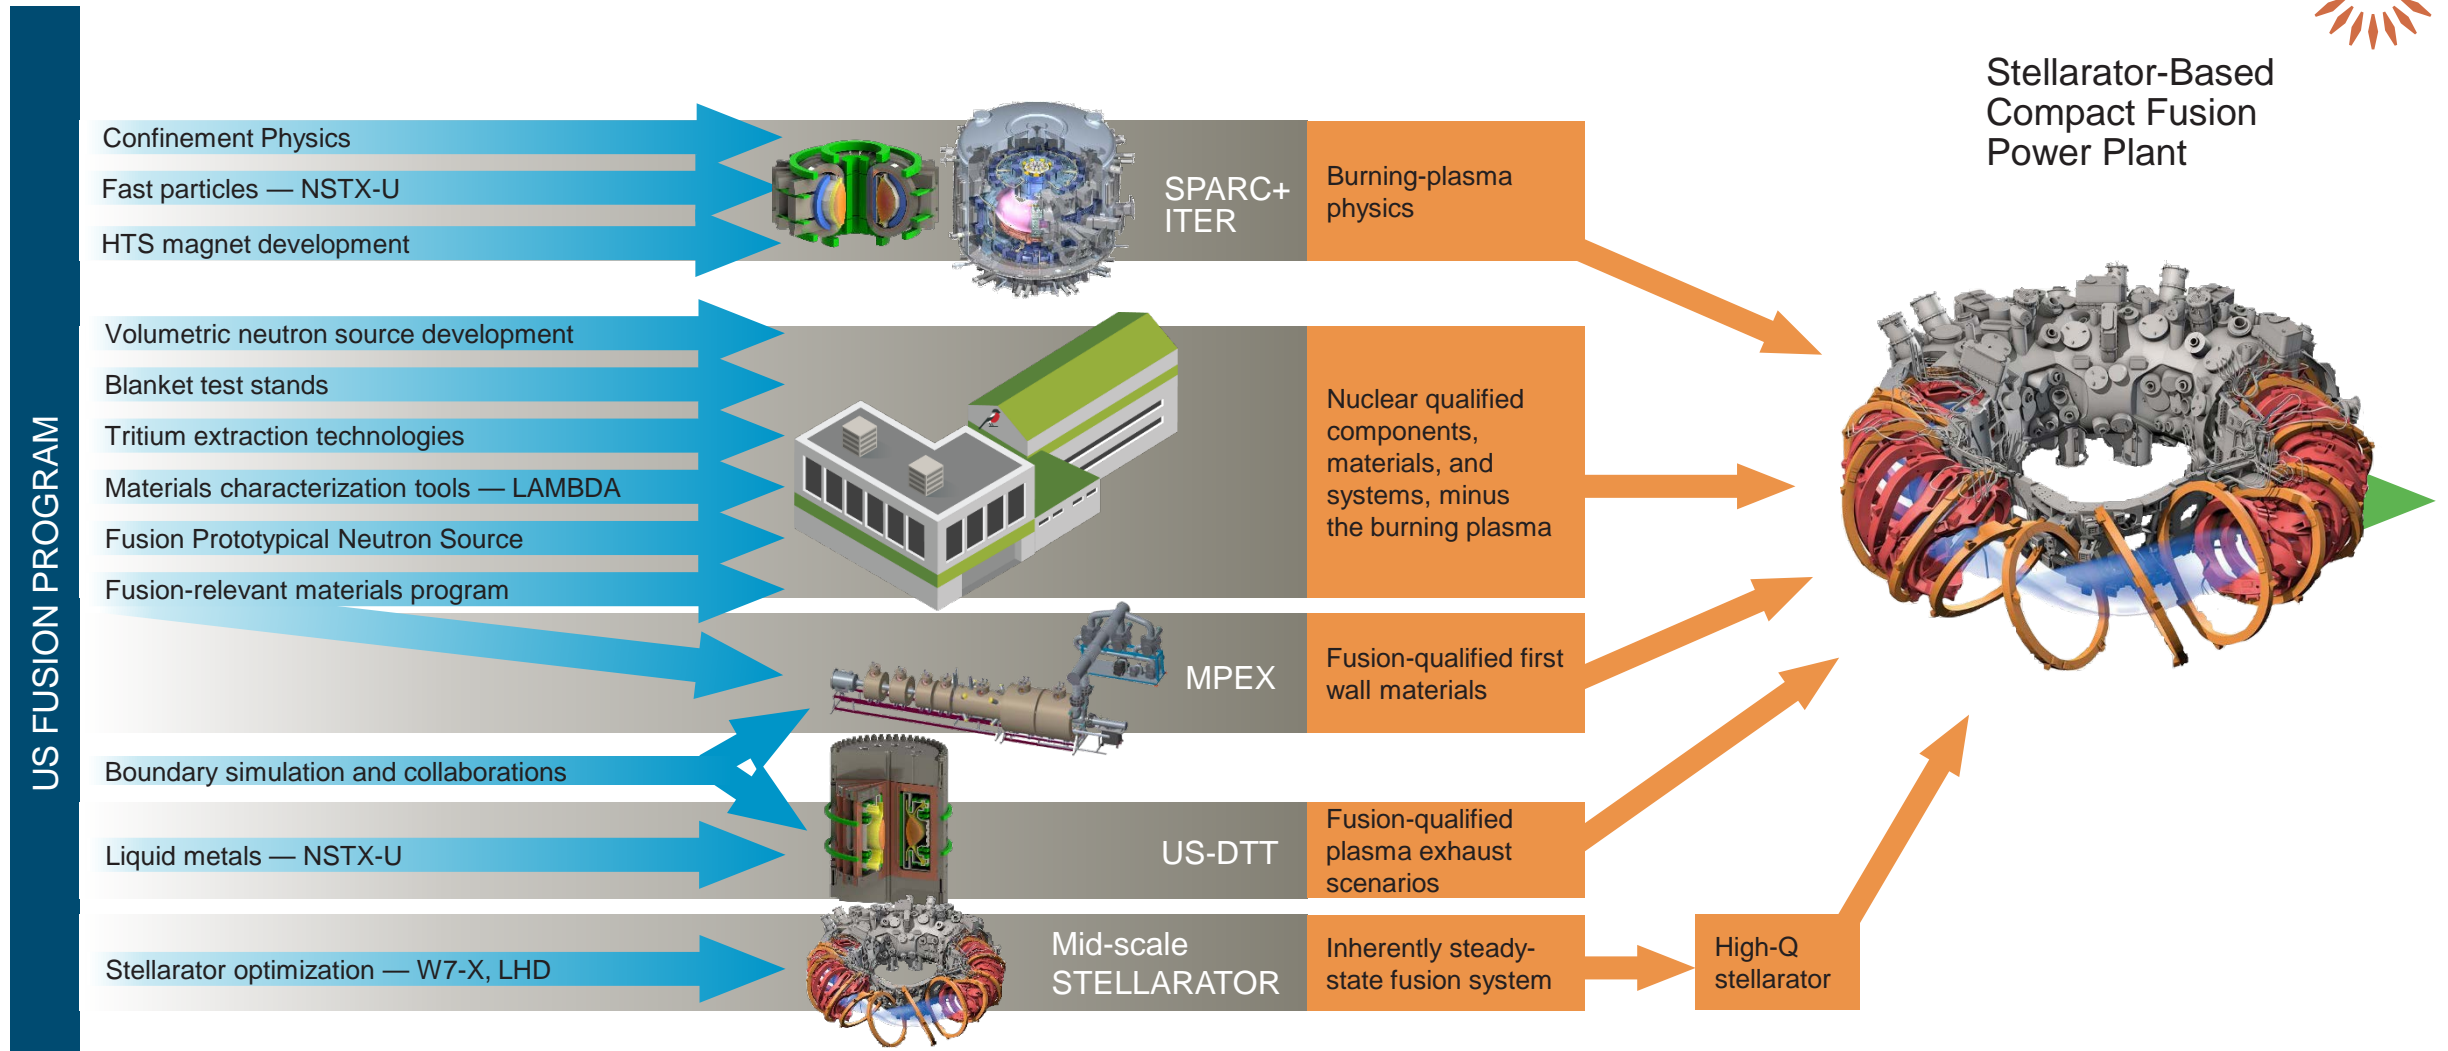 US FUSION PROGRAM
Stellarator-Based
Compact Fusion
Power Plant
Confinement Physics
Fast particles — NSTX-U
HTS magnet development
SPARC+
ITER
Burning-plasma
physics
Volumetric neutron source development
Blanket test stands
Tritium extraction technologies
Materials characterization tools — LAMBDA
Fusion Prototypical Neutron Source
Fusion-relevant materials program
Nuclear qualified
components,
materials, and
systems, minus
the burning plasma
MPEX
Fusion-qualified first
wall materials
Boundary simulation and collaborations
Liquid metals — NSTX-U
US-DTT
Fusion-qualified
plasma exhaust
scenarios
Stellarator optimization — W7-X, LHD
Mid-scale
STELLARATOR
Inherently steady-
state fusion system
High-Q
stellarator